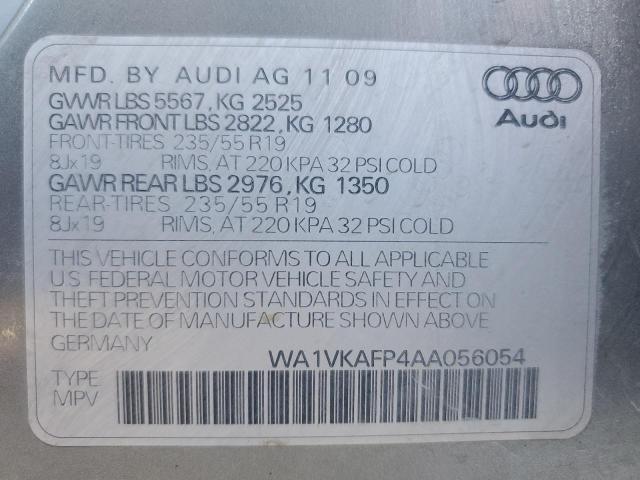 MFD. BY AUDI AG 11 09
GVWR LBS 5567, KG 2525
GAWR FRONT LBS 2822, KG 1280
FRONT-TIRES 235/55 R19
8Jx19 RIMS, AT 220 KPA 32 PSI COLD
GAWR REAR LBS 2976, KG 1350
REAR-TIRES 235/55 R19
8Jx19 RIMS, AT 220 KPA 32 PSI COLD
Audi
THIS VEHICLE CONFORMS TO ALL APPLICABLE
U.S. FEDERAL MOTOR VEHICLE SAFETY AND
THEFT PREVENTION STANDARDS IN EFFECT ON
THE DATE OF MANUFACTURE SHOWN ABOVE
GERMANY
WA1VKAFP4AA056054
TYPE
MPV